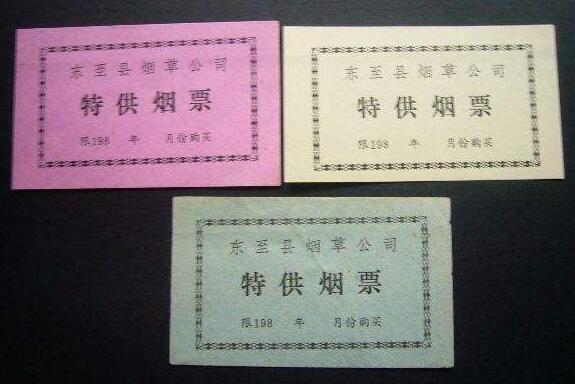 东至县烟草公司
特供烟票
限198 年 月份购买
东至县烟草公司
特供烟票
限198 年 月份购买
东至县烟草公司
特供烟票
限198 年 月份购买